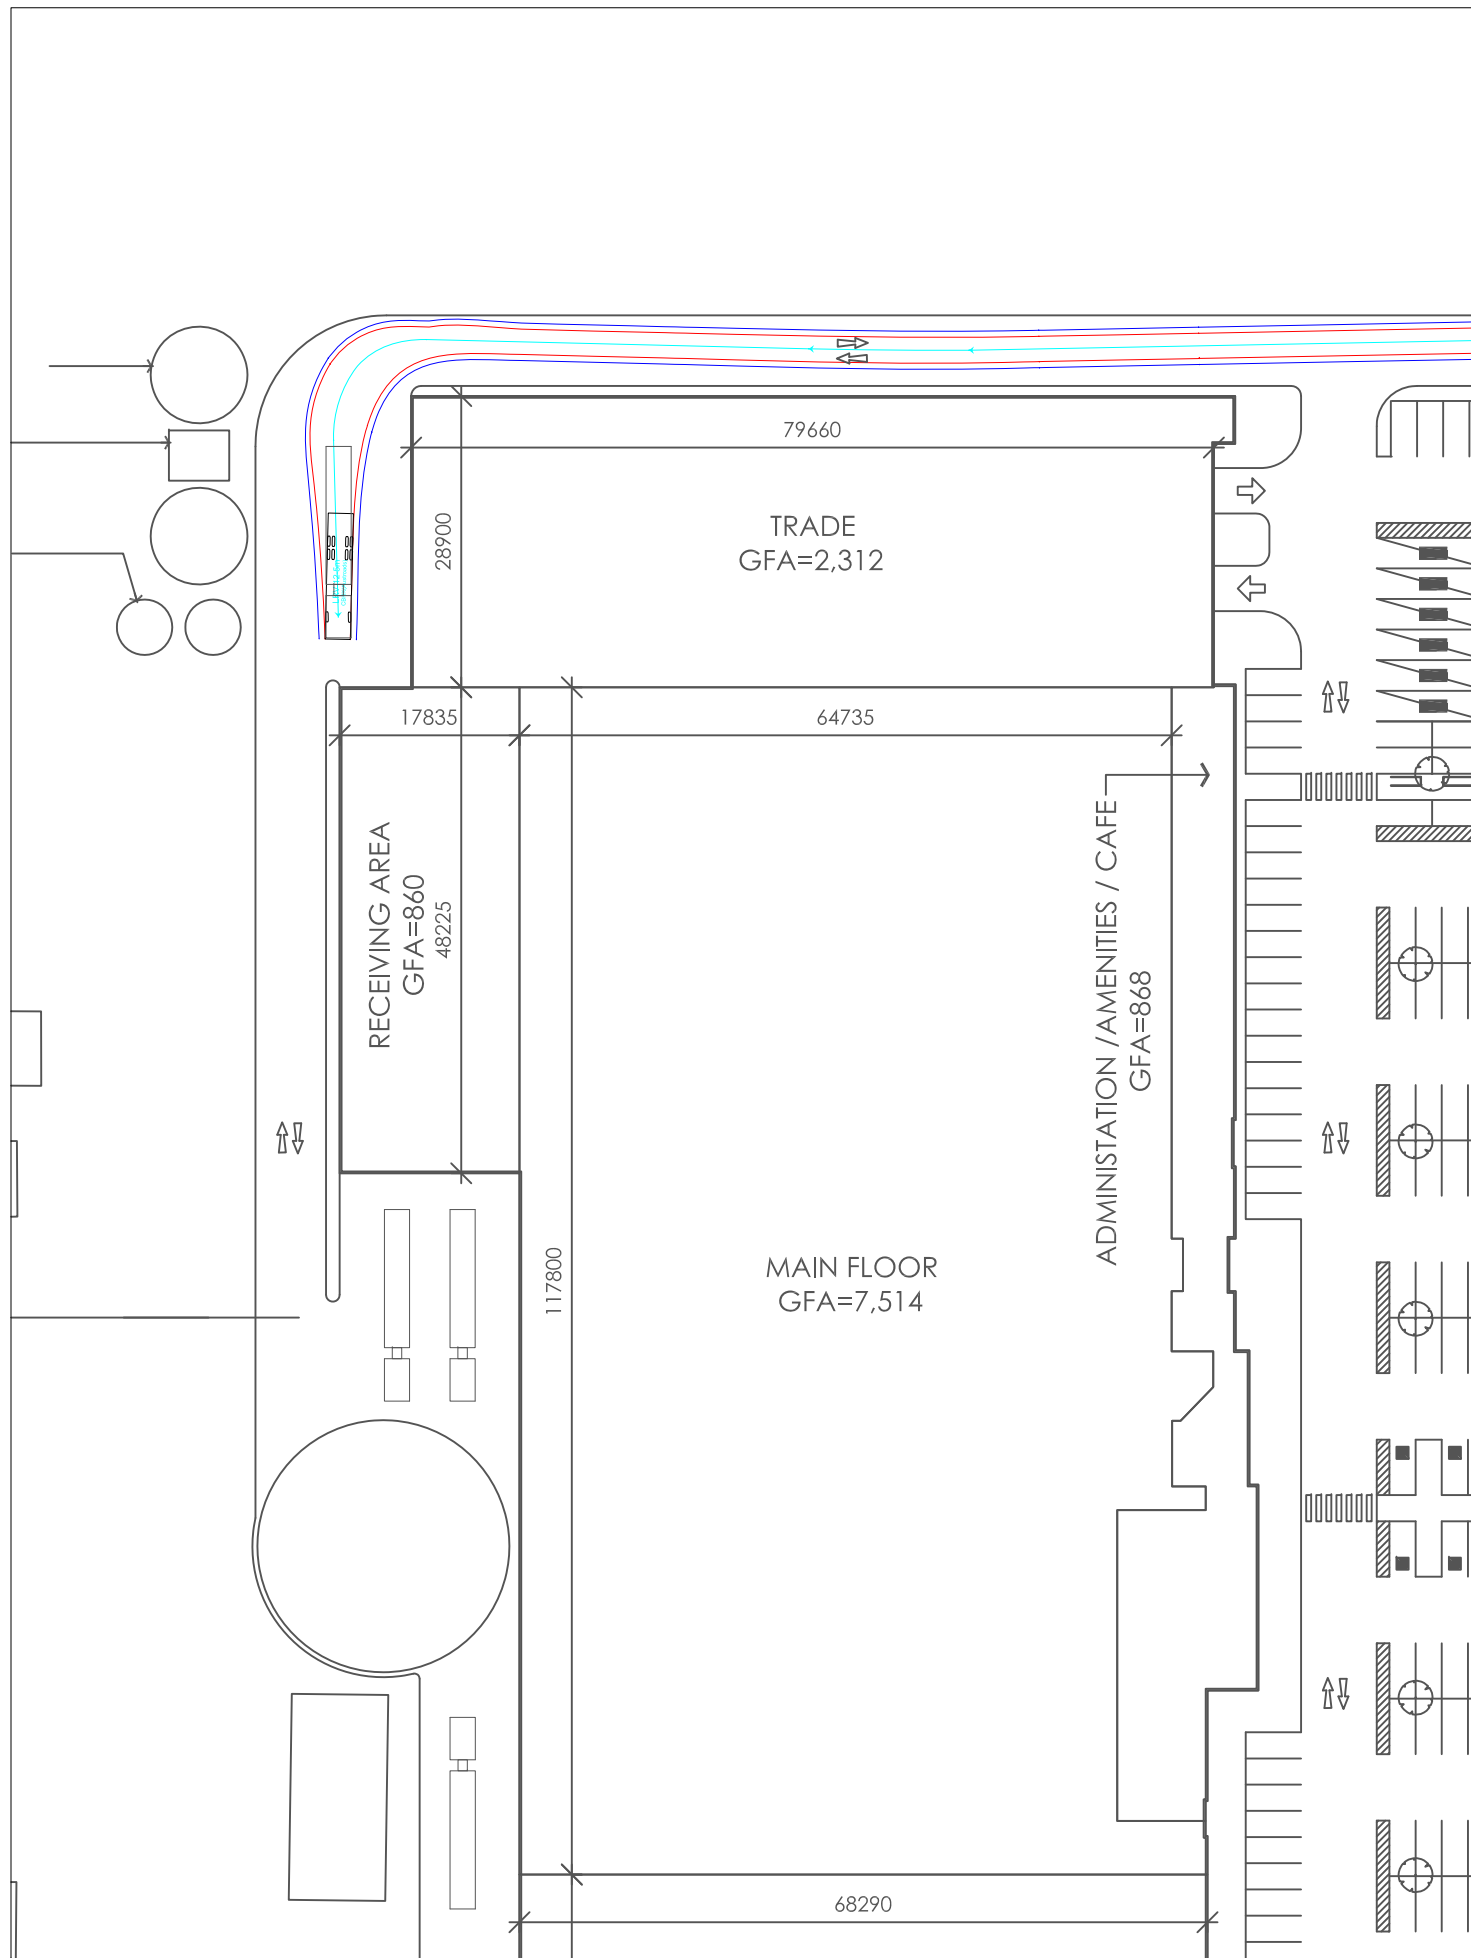 79660
TRADE
GFA=2,312
28900
17835
64735
RECEIVING AREA
GFA=860
48225
ADMINISTATION /AMENITIES / CAFE
GFA=868
117800
MAIN FLOOR
GFA=7,514
68290